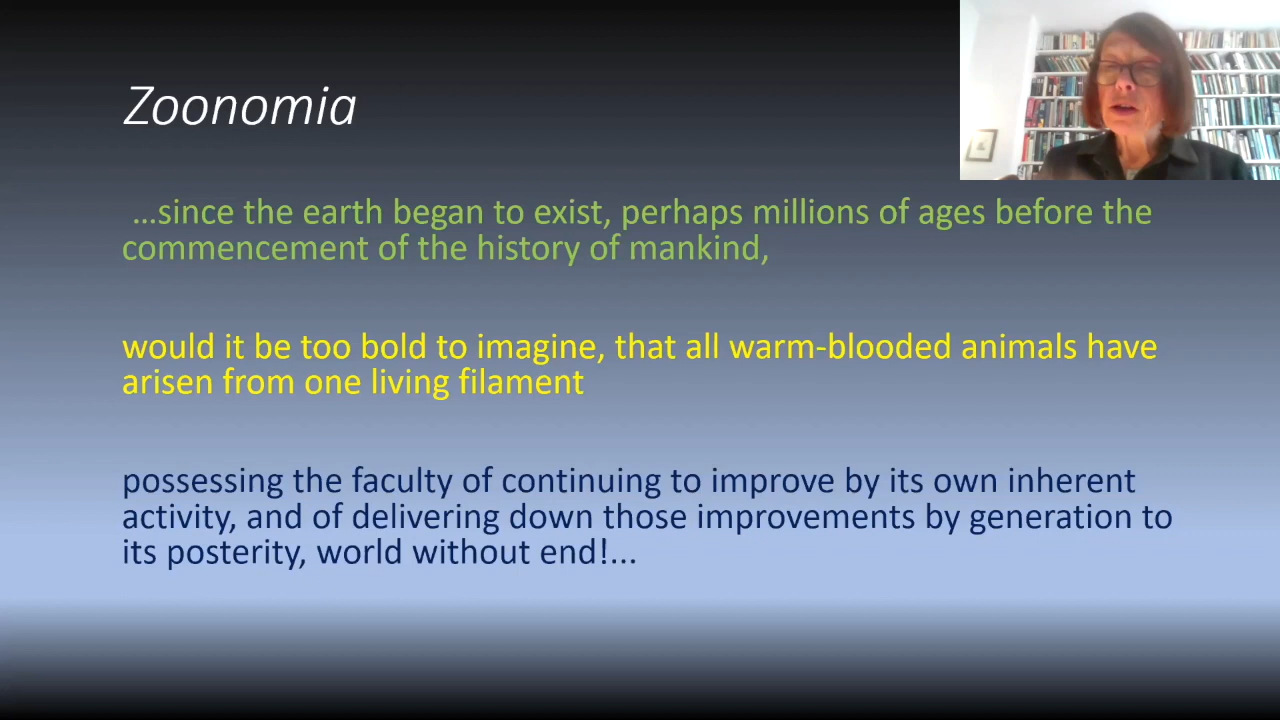 Zoonomia
…since the earth began to exist, perhaps millions of ages before the
commencement of the history of mankind,
would it be too bold to imagine, that all warm-blooded animals have
arisen from one living filament
possessing the faculty of continuing to improve by its own inherent
activity, and of delivering down those improvements by generation to
its posterity, world without end!...